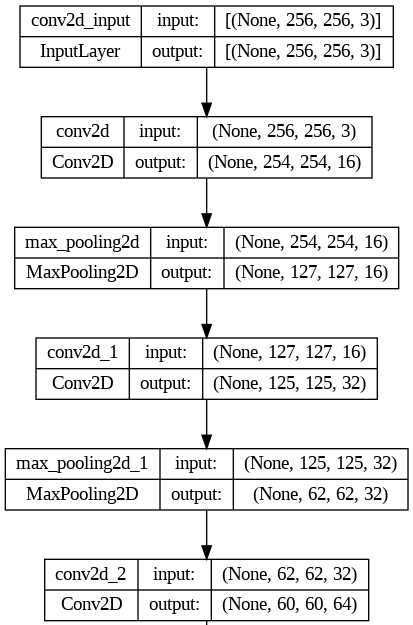 conv2d_input input: [(None, 256, 256, 3)]
InputLayer output: [(None, 256, 256, 3)]
conv2d input: (None, 256, 256, 3)
Conv2D output: (None, 254, 254, 16)
max_pooling2d input: (None, 254, 254, 16)
MaxPooling2D output: (None, 127, 127, 16)
conv2d_1 input: (None, 127, 127, 16)
Conv2D output: (None, 125, 125, 32)
max_pooling2d_1 input: (None, 125, 125, 32)
MaxPooling2D output: (None, 62, 62, 32)
conv2d_2 input: (None, 62, 62, 32)
Conv2D output: (None, 60, 60, 64)